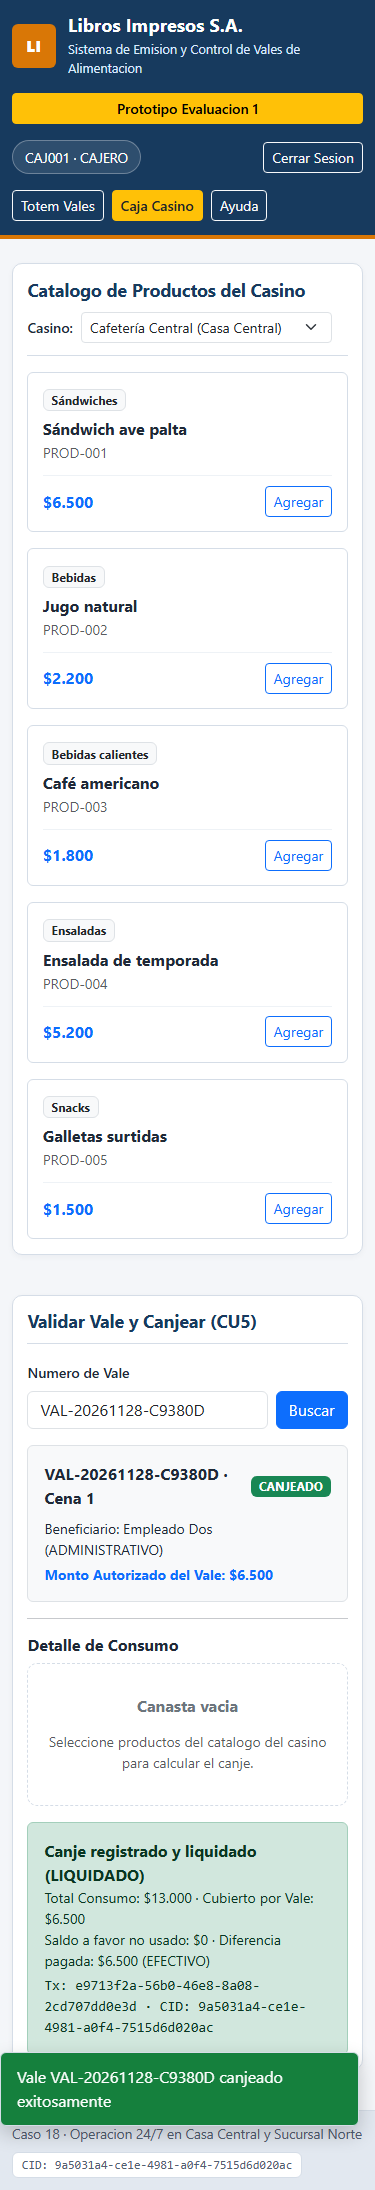 LI
Libros Impresos S.A.
Sistema de Emision y Control de Vales de
Alimentacion
Prototipo Evaluacion 1
CAJ001 · CAJERO
Cerrar Sesion
Totem Vales
Caja Casino
Ayuda
Catalogo de Productos del Casino
Casino:
Cafetería Central (Casa Central)
Sándwiches
Sándwich ave palta
PROD-001
$6.500
Agregar
Bebidas
Jugo natural
PROD-002
$2.200
Agregar
Bebidas calientes
Café americano
PROD-003
$1.800
Agregar
Ensaladas
Ensalada de temporada
PROD-004
$5.200
Agregar
Snacks
Galletas surtidas
PROD-005
$1.500
Agregar
Validar Vale y Canjear (CU5)
Numero de Vale
VAL-20261128-C9380D
Buscar
VAL-20261128-C9380D ·
Cena 1
CANJEADO
Beneficiario: Empleado Dos
(ADMINISTRATIVO)
Monto Autorizado del Vale: $6.500
Detalle de Consumo
Canasta vacia
Seleccione productos del catalogo del casino
para calcular el canje.
Canje registrado y liquidado
(LIQUIDADO)
Total Consumo: $13.000 · Cubierto por Vale:
$6.500
Saldo a favor no usado: $0 · Diferencia
pagada: $6.500 (EFECTIVO)
Tx: e9713f2a-56b0-46e8-8a08-
2cd707dd0e3d · CID: 9a5031a4-ce1e-
4981-a0f4-7515d6d020ac
Vale VAL-20261128-C9380D canjeado
exitosamente
Caso 18 · Operacion 24/7 en Casa Central y Sucursal Norte
CID: 9a5031a4-ce1e-4981-a0f4-7515d6d020ac